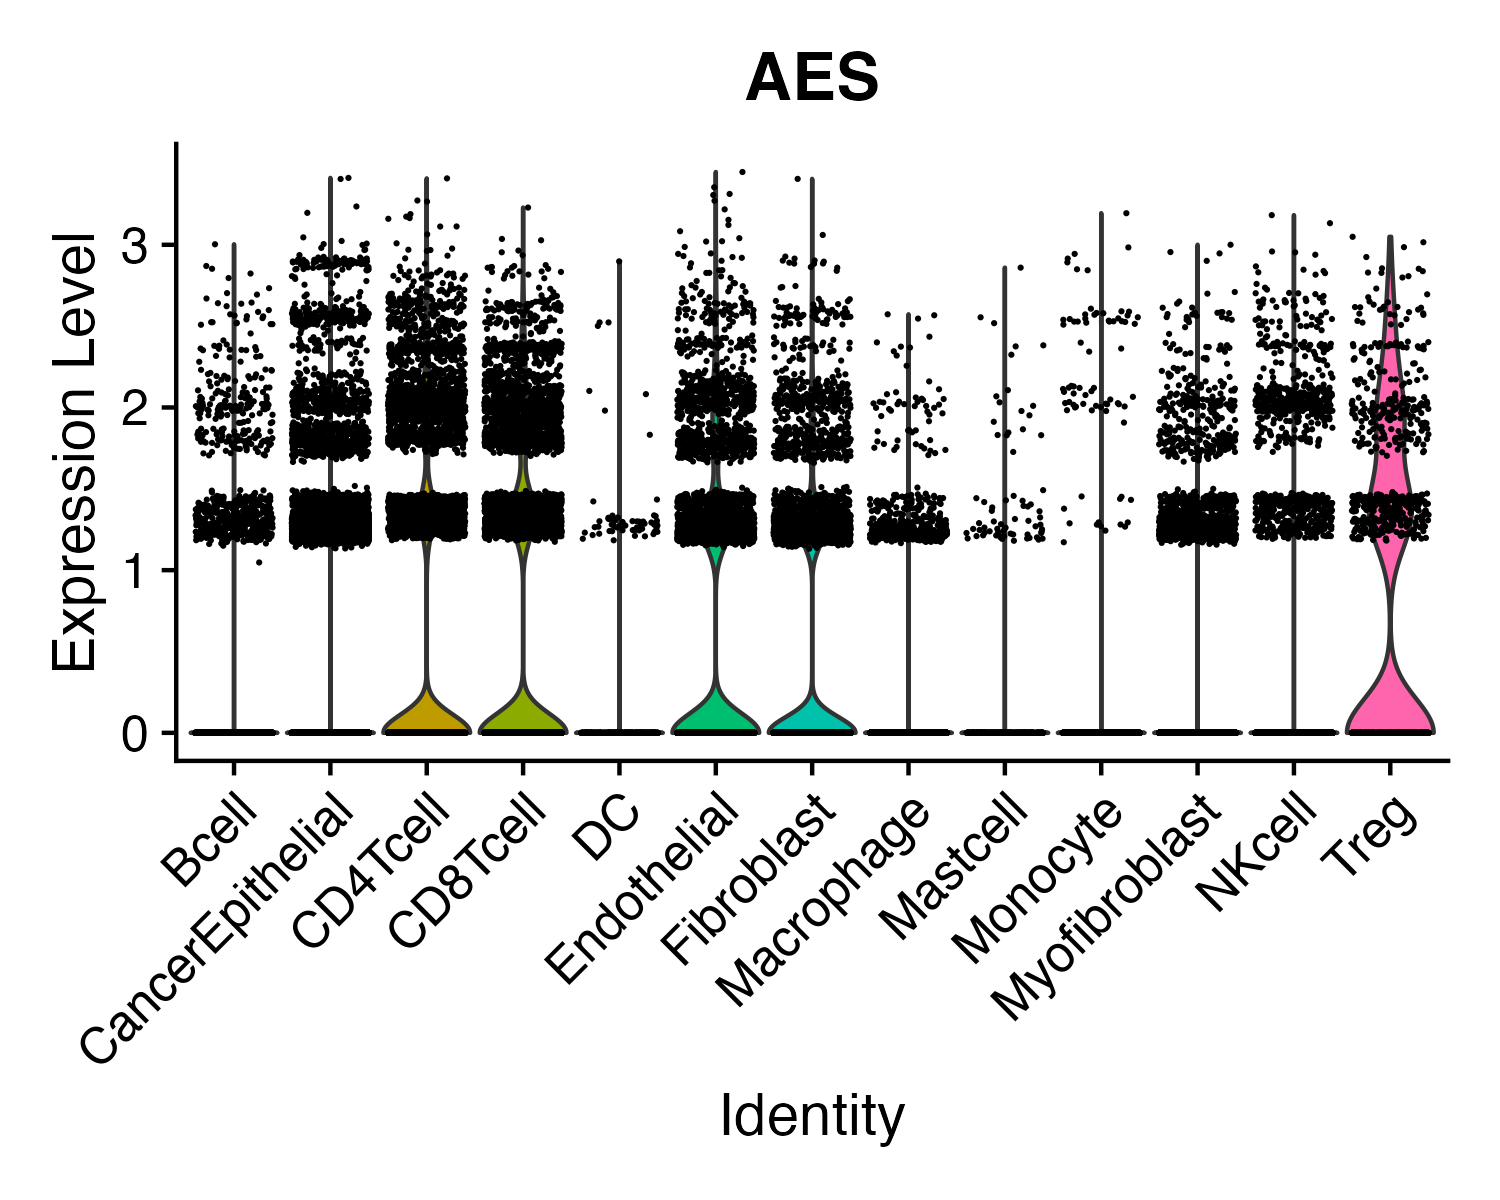 AES
Expression Level
3
2
1
0
Bcell
CancerEpithelial
CD4Tcell
CD8Tcell
DC
Endothelial
Fibroblast
Macrophage
Mastcell
Monocyte
Myofibroblast
NKcell
Treg
Identity